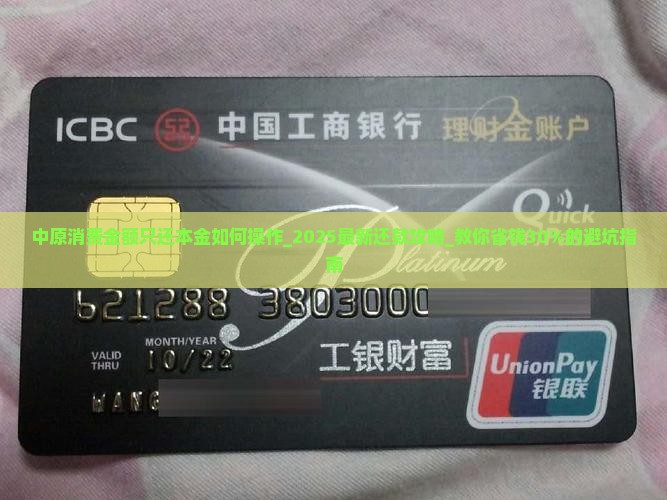 ICBC 中国工商银行 理财金账户
Quick
中原消费金融只还本金如何操作_2025最新还款攻略_教你省钱30%的避坑指
南
Platinum
621288 3803000
MONTH/YEAR
VALID
THRU
10/22
工银财富
UnionPay
银联
WANG